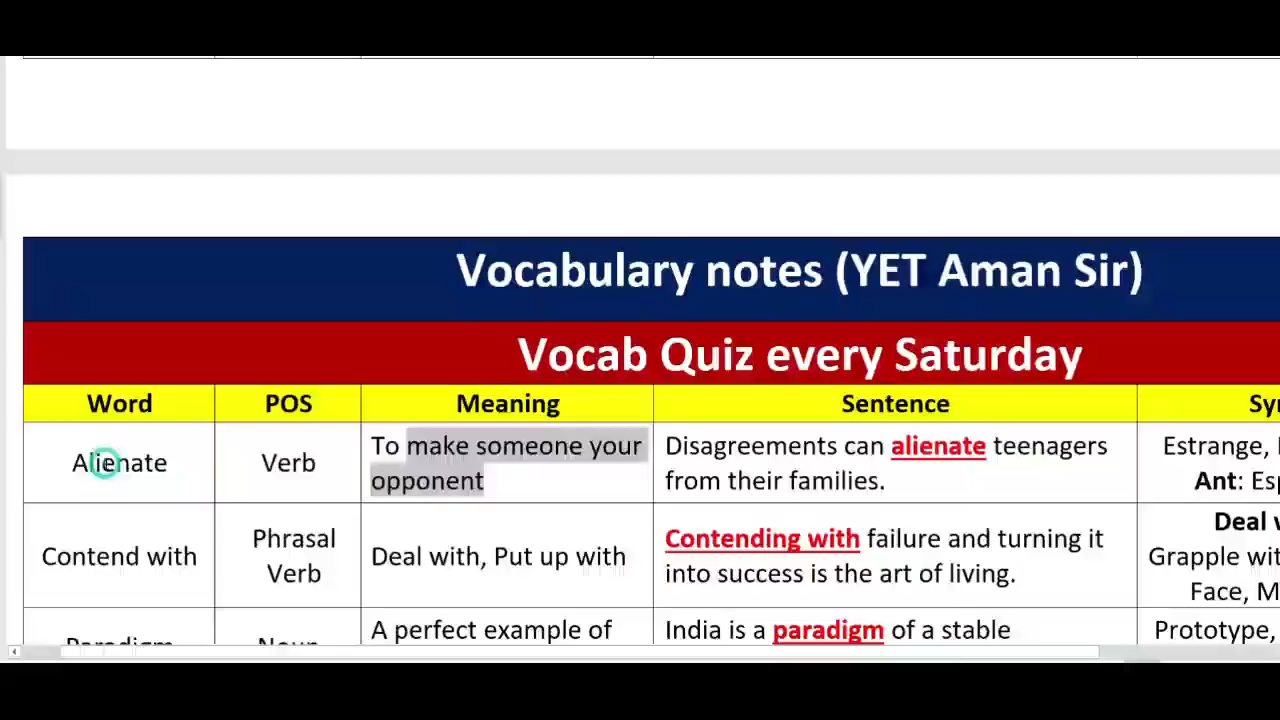 Vocabulary notes (YET Aman Sir)
Vocab Quiz every Saturday
Word POS Meaning Sentence
Alienate Verb To make someone your opponent Disagreements can alienate teenagers from their families. Estrange,
Ant:
Contend with Phrasal Verb Deal with, Put up with Contending with failure and turning it into success is the art of living. Deal
Grapple
Face,
Paradigm Noun A perfect example of India is a paradigm of a stable Prototype,